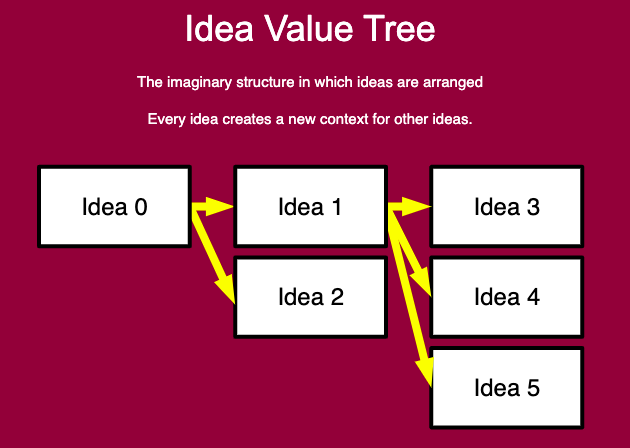 Idea Value Tree
The imaginary structure in which ideas are arranged
Every idea creates a new context for other ideas.
Idea 0
Idea 1
Idea 3
Idea 2
Idea 4
Idea 5